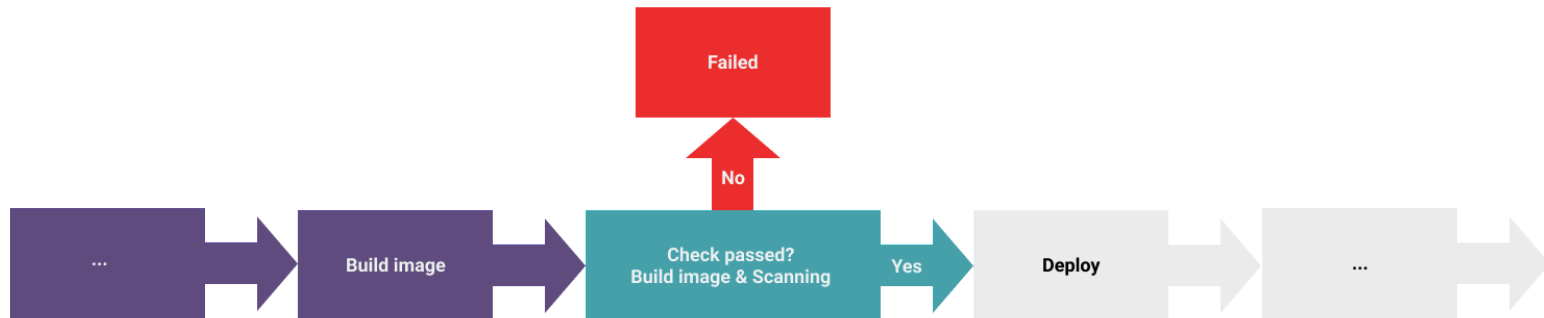 Failed
No
...
Build image
Check passed?
Build image & Scanning
Yes
Deploy
...